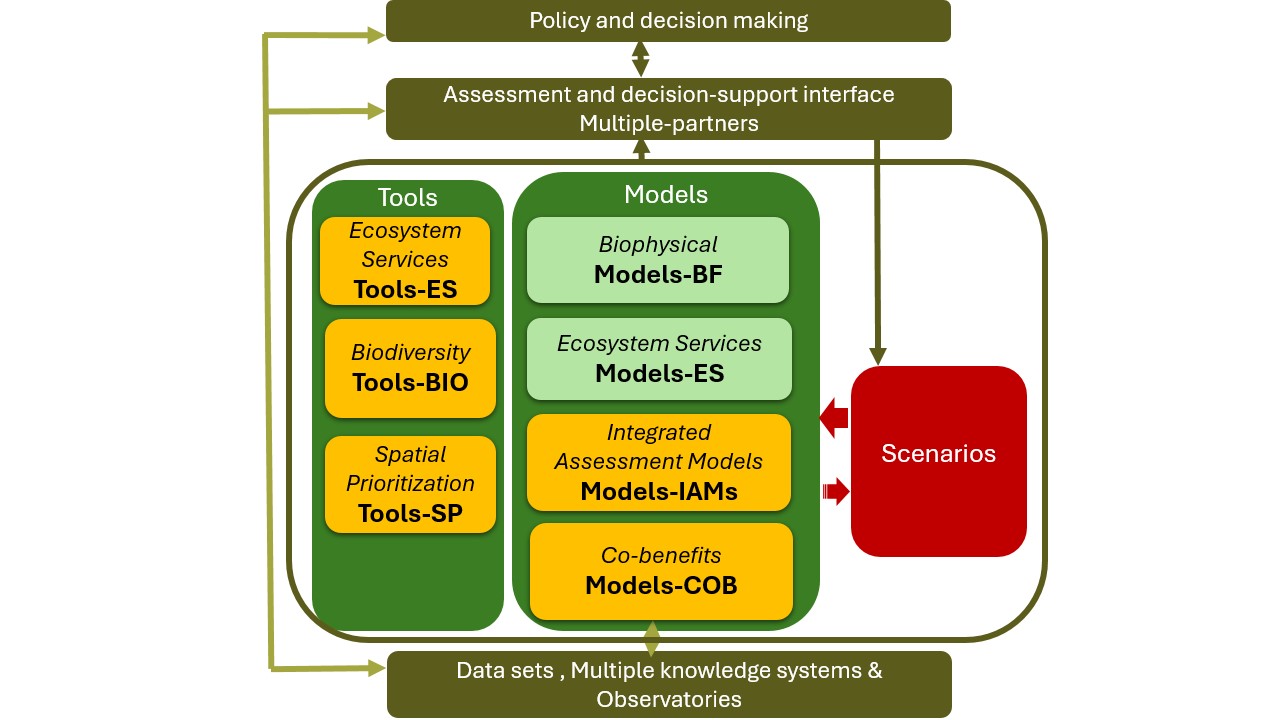 Policy and decision making
Assessment and decision-support interface
Multiple-partners
Tools
Ecosystem
Services
Tools-ES
Biodiversity
Tools-BIO
Spatial
Prioritization
Tools-SP
Models
Biophysical
Models-BF
Ecosystem Services
Models-ES
Integrated
Assessment Models
Models-IAMs
Co-benefits
Models-COB
Scenarios
Data sets , Multiple knowledge systems &
Observatories